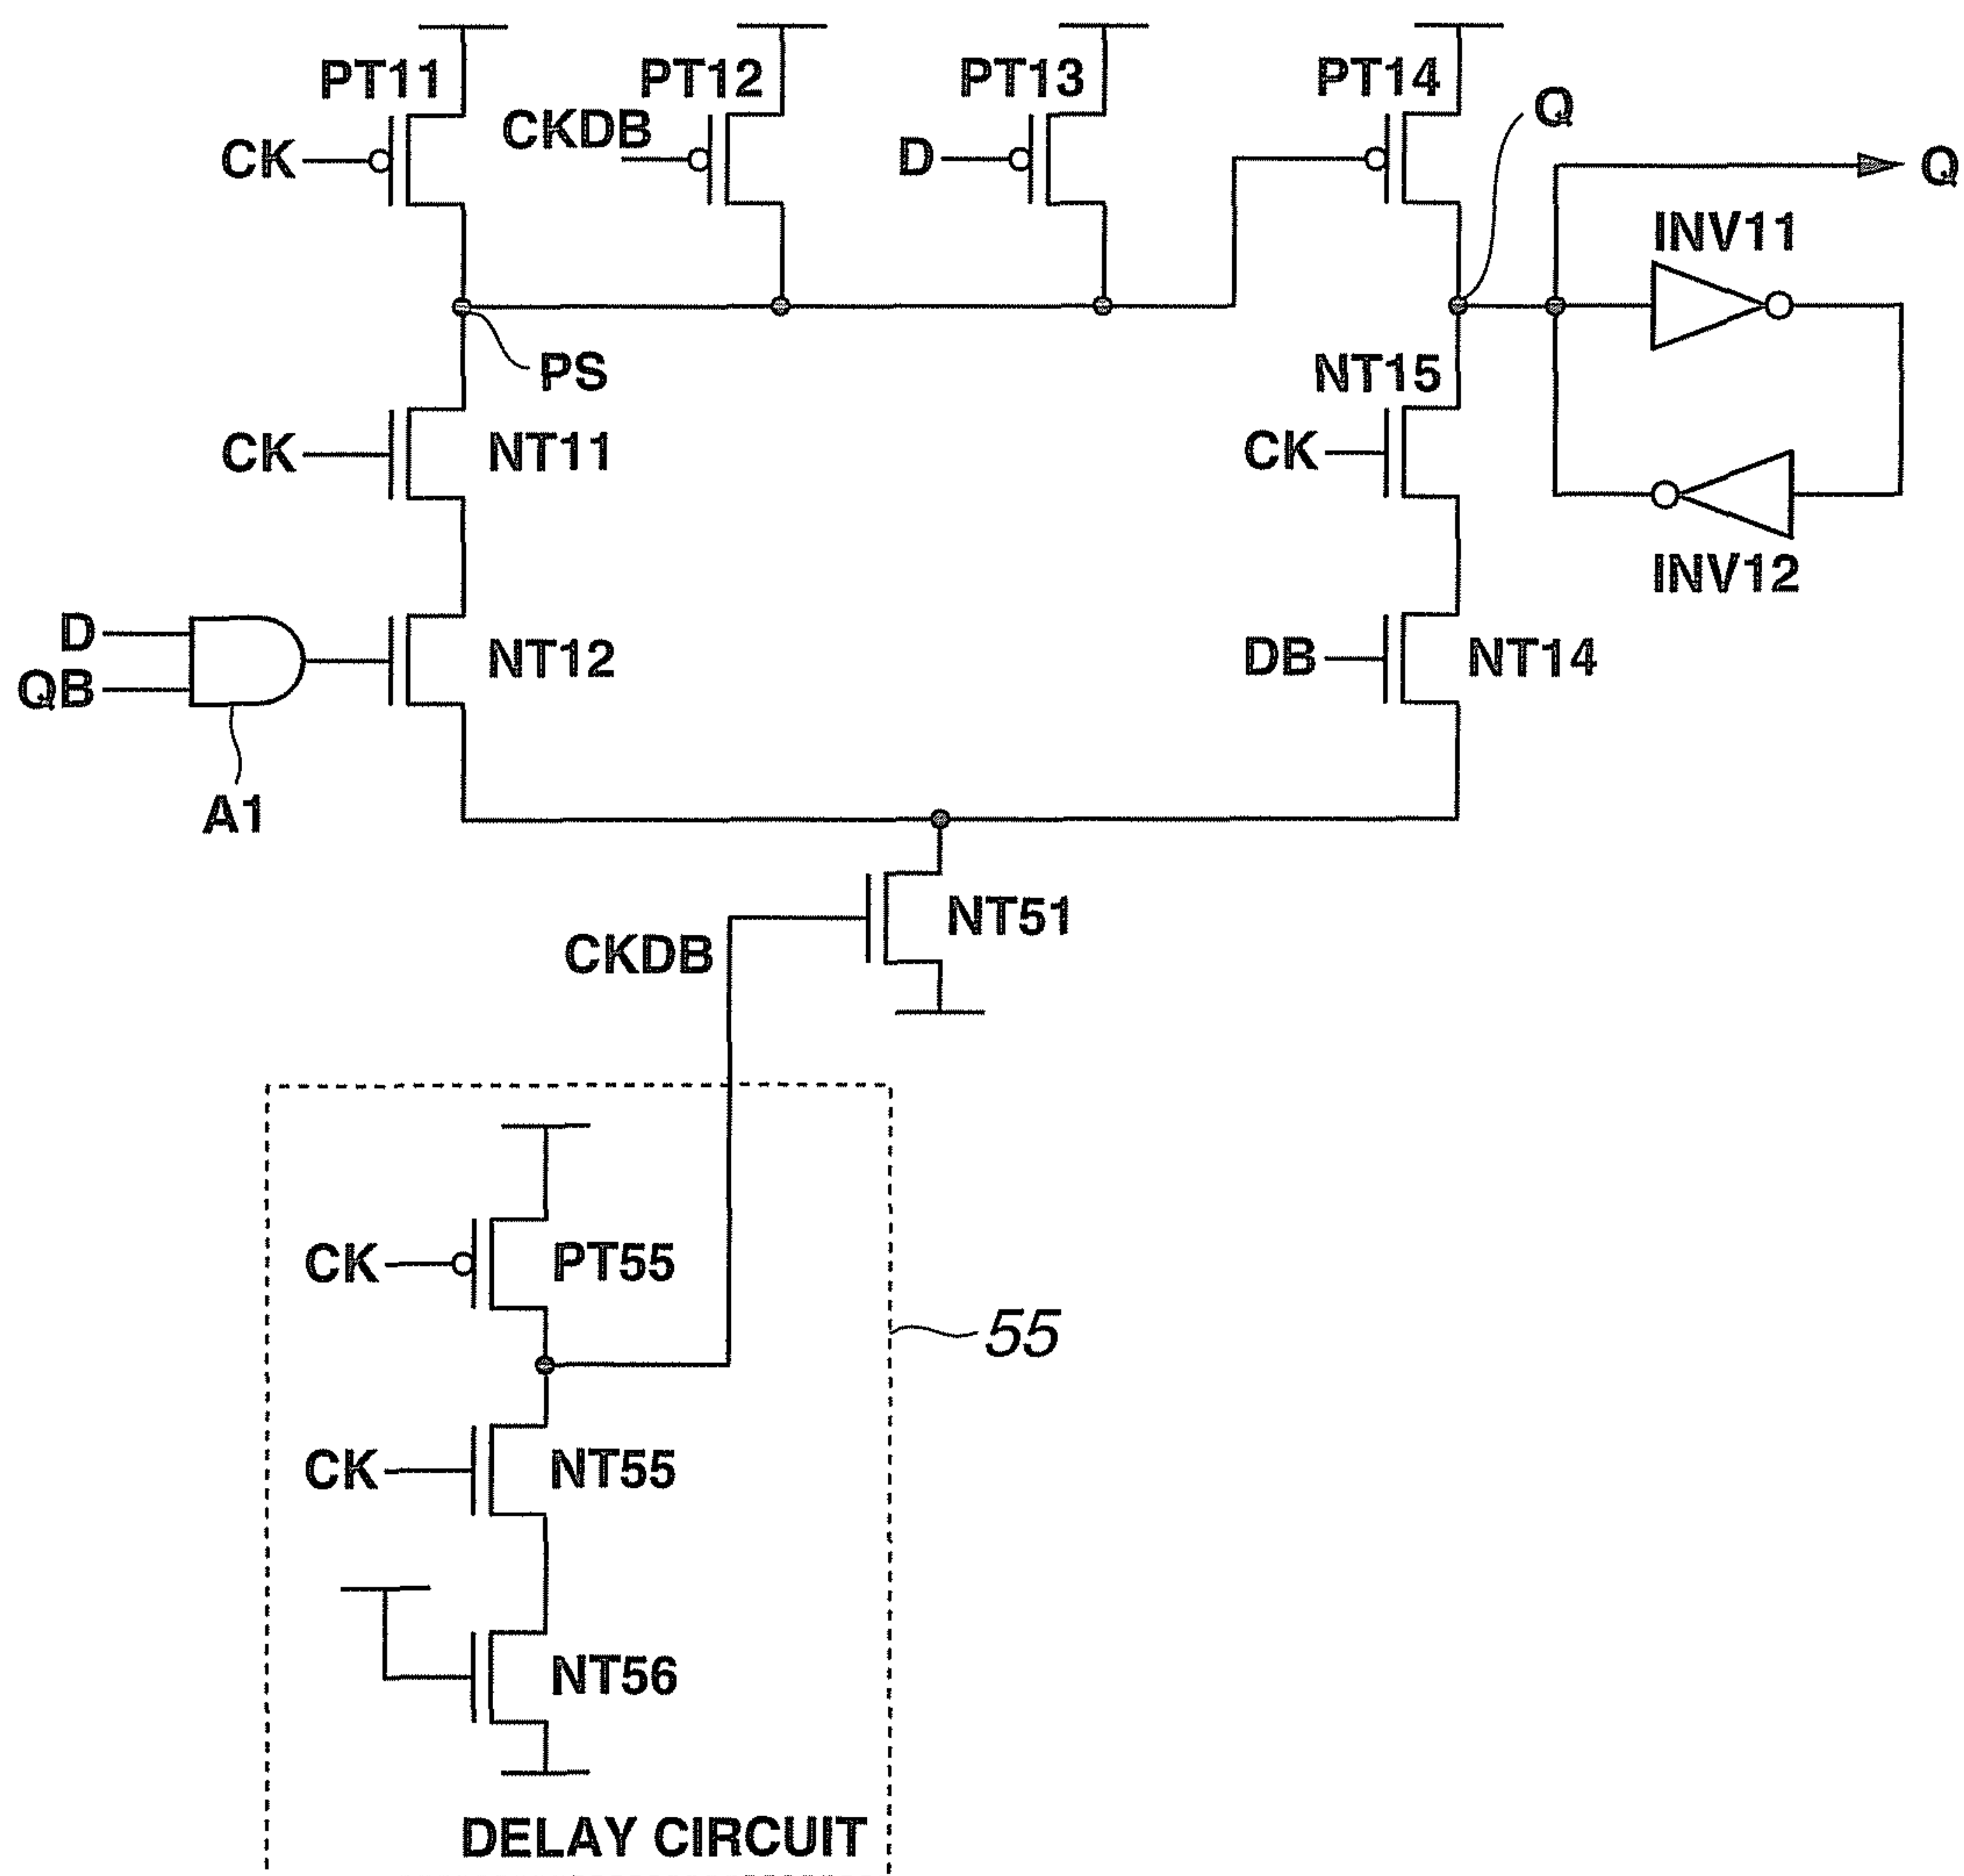 PT11 PT12 PT13 PT14 Q
CK CKDB D Q
INV11
PS NT15
CK NT11 CK
INV12
D NT12 DB NT14
QB
A1
NT51
CKDB
CK PT55
55
CK NT55
NT56
DELAY CIRCUIT